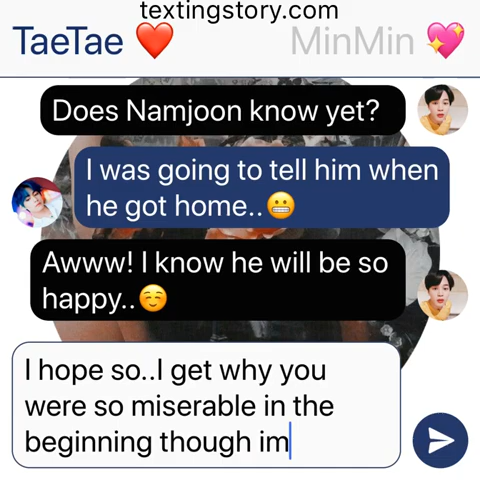 textingstory.com
TaeTae ❤️ MinMin 💖
Does Namjoon know yet?
I was going to tell him when
he got home..😬
Awww! I know he will be so
happy..☺️
I hope so..I get why you
were so miserable in the
beginning though im